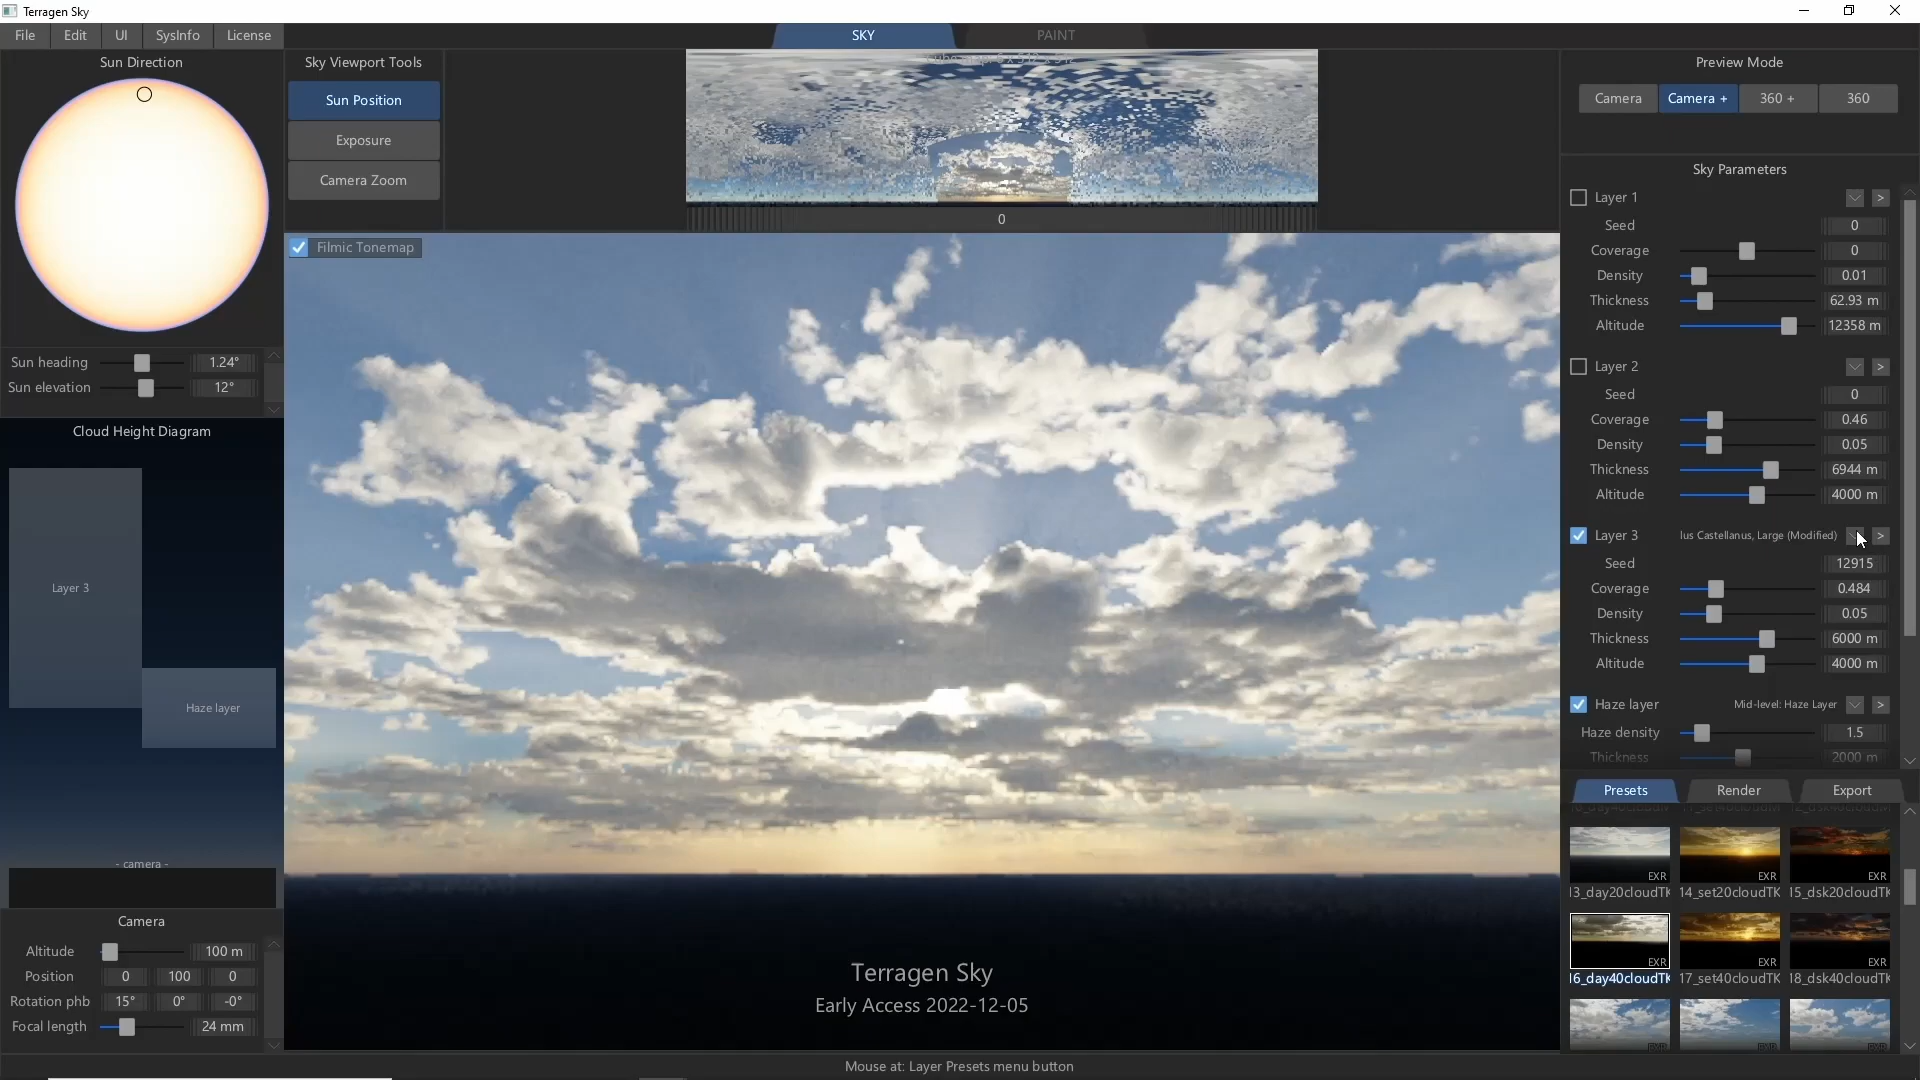 Terragen Sky
File Edit UI SysInfo License
SKY PAINT
Sun Direction
Sun heading 1.24°
Sun elevation 12°
Cloud Height Diagram
Layer 3
Haze layer
- camera -
Camera
Altitude 100 m
Position 0 100 0
Rotation phb 15° 0° -0°
Focal length 24 mm
Sky Viewport Tools
Sun Position
Exposure
Camera Zoom
0
Filmic Tonemap
Terragen Sky
Early Access 2022-12-05
Mouse at: Layer Presets menu button
Preview Mode
Camera Camera + 360 + 360
Sky Parameters
Layer 1 >
Seed 0
Coverage 0
Density 0.01
Thickness 62.93 m
Altitude 12358 m
Layer 2 >
Seed 0
Coverage 0.46
Density 0.05
Thickness 6944 m
Altitude 4000 m
Layer 3 lus Castellanus, Large (Modified) >
Seed 12915
Coverage 0.484
Density 0.05
Thickness 6000 m
Altitude 4000 m
Haze layer Mid-level: Haze Layer >
Haze density 1.5
Thickness 2000 m
Presets Render Export
EXR EXR EXR
13_day20cloudTK 14_set20cloudTK 15_dsk20cloudTK
EXR EXR EXR
16_day40cloudTK 17_set40cloudTK 18_dsk40cloudTK